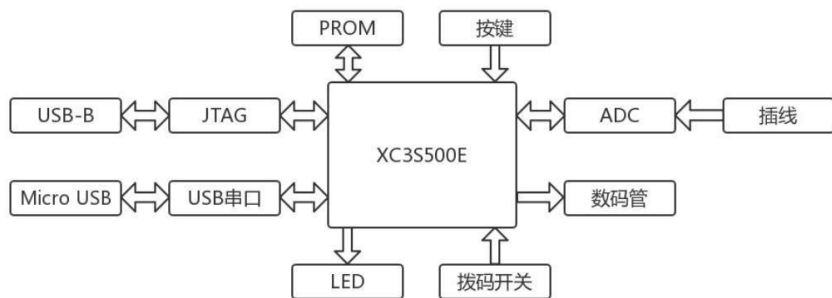 PROM
按键
USB-B
JTAG
ADC
插线
XC3S500E
Micro USB
USB串口
数码管
LED
拨码开关